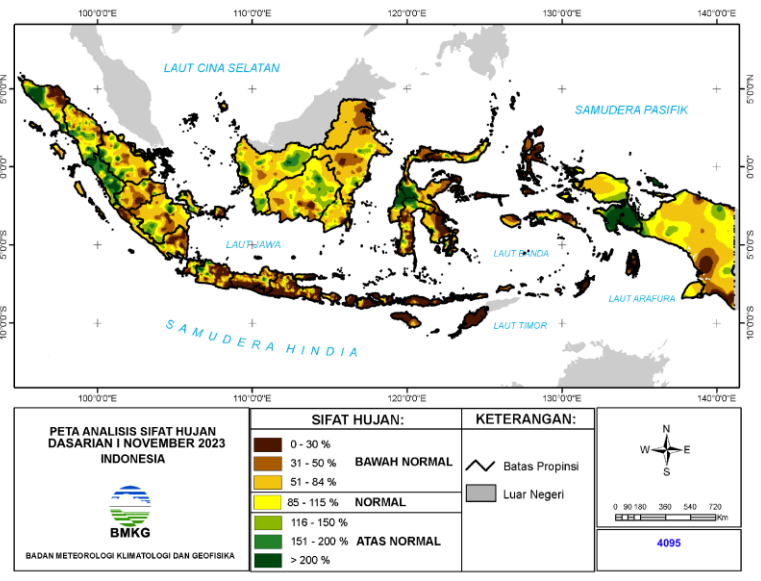 100°0'0"E 110°0'0"E 120°0'0"E 130°0'0"E 140°0'0"E
LAUT CINA SELATAN
SAMUDERA PASIFIK
5°0'0"N 5°0'0"N
0°0'0" 0°0'0"
5°0'0"S 5°0'0"S
10°0'0"S 10°0'0"S
LAUT JAWA
LAUT BANDA
LAUT ARAFURA
LAUT TIMOR
SAMUDERA HINDIA
100°0'0"E 110°0'0"E 120°0'0"E 130°0'0"E 140°0'0"E
PETA ANALISIS SIFAT HUJAN
DASARIAN I NOVEMBER 2023
INDONESIA
BMKG
BADAN METEOROLOGI KLIMATOLOGI DAN GEOFISIKA
SIFAT HUJAN:
0 - 30 %
31 - 50 % BAWAH NORMAL
51 - 84 %
85 - 115 % NORMAL
116 - 150 %
151 - 200 % ATAS NORMAL
> 200 %
KETERANGAN:
Batas Propinsi
Luar Negeri
N
W E
S
0 90 180 360 540 720
Km
4095